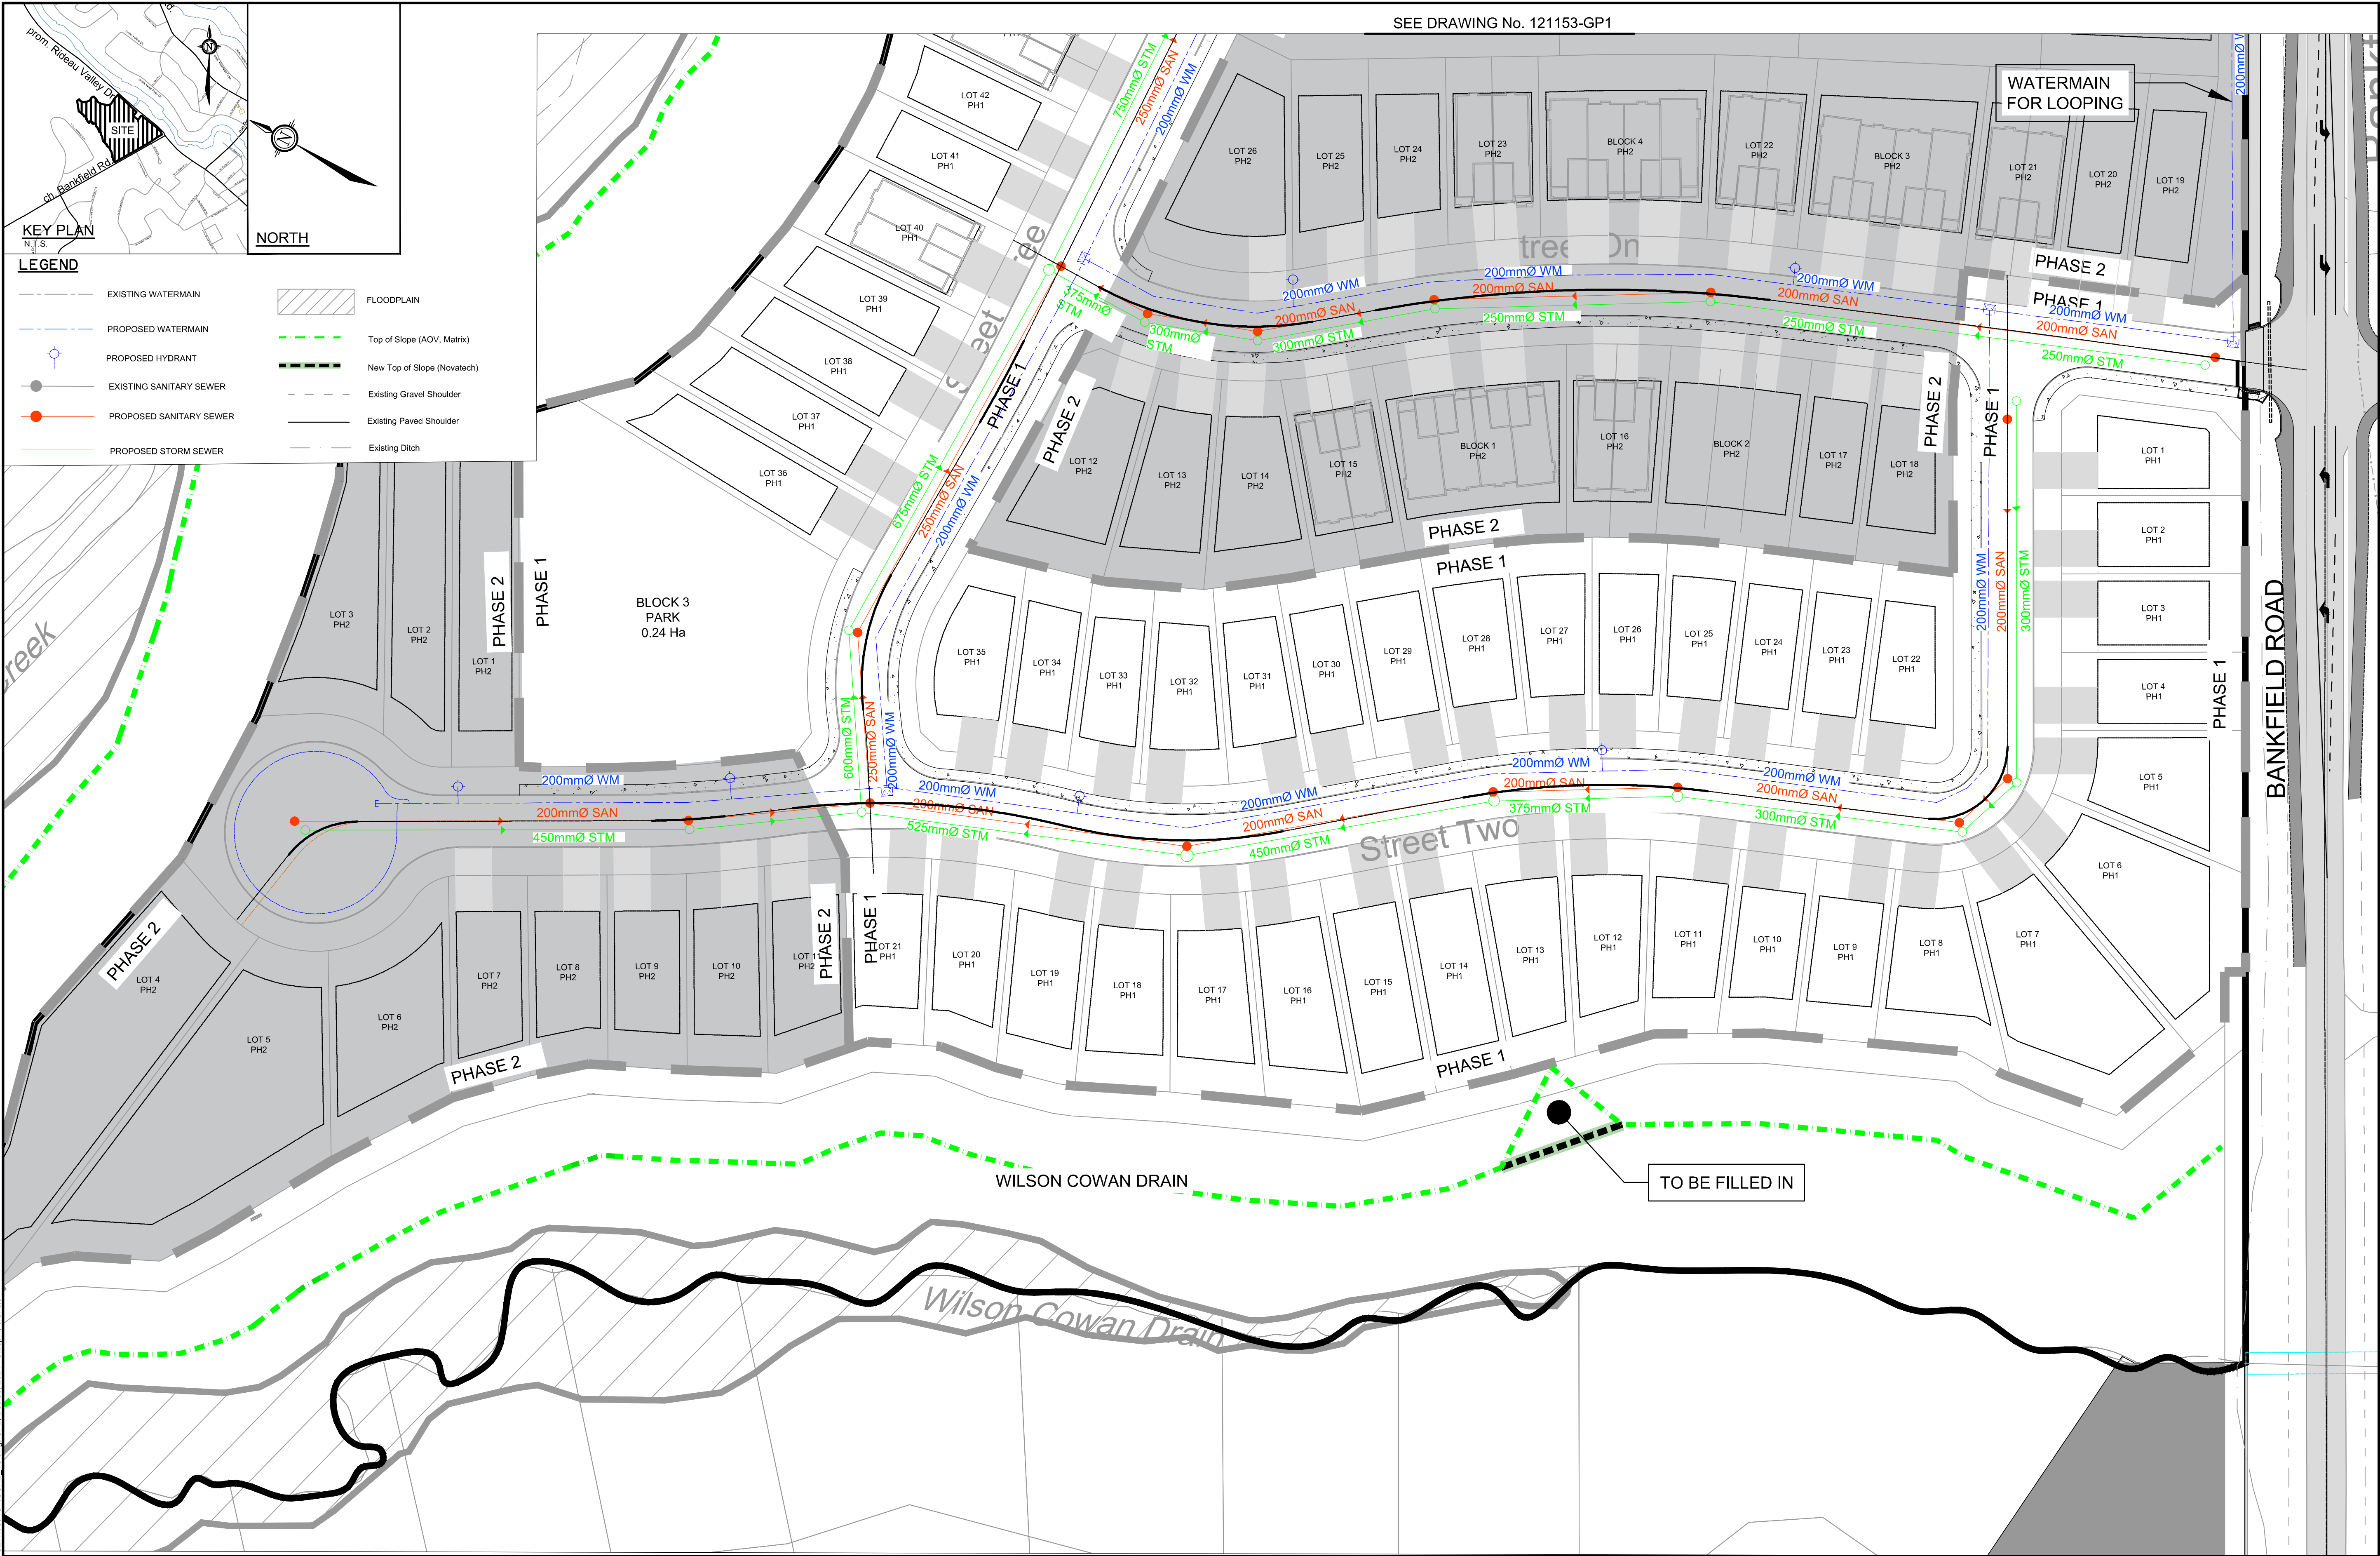 SEE DRAWING No. 121153-GP1
prom. Rideau Valley Dr.
SITE
ch. Bankfield Rd.
N
KEY PLAN
N.T.S.
N
NORTH
LEGEND
EXISTING WATERMAIN
PROPOSED WATERMAIN
PROPOSED HYDRANT
EXISTING SANITARY SEWER
PROPOSED SANITARY SEWER
PROPOSED STORM SEWER
FLOODPLAIN
Top of Slope (AOV, Matrix)
New Top of Slope (Novatech)
Existing Gravel Shoulder
Existing Paved Shoulder
Existing Ditch
WATERMAIN
FOR LOOPING
200mmØ W
750mmØ STM
250mmØ SAN
200mmØ WM
LOT 42
PH1
LOT 41
PH1
LOT 40
PH1
LOT 39
PH1
LOT 38
PH1
LOT 37
PH1
LOT 36
PH1
LOT 26
PH2
LOT 25
PH2
LOT 24
PH2
LOT 23
PH2
BLOCK 4
PH2
LOT 22
PH2
BLOCK 3
PH2
LOT 21
PH2
LOT 20
PH2
LOT 19
PH2
PHASE 2
PHASE 1
200mmØ WM
200mmØ WM
200mmØ WM
200mmØ WM
200mmØ SAN
200mmØ SAN
200mmØ SAN
200mmØ SAN
375mmØ
STM
300mmØ
STM
300mmØ STM
250mmØ STM
250mmØ STM
250mmØ STM
PHASE 1
PHASE 2
675mmØ STM
250mmØ SAN
200mmØ WM
LOT 12
PH2
LOT 13
PH2
LOT 14
PH2
LOT 15
PH2
BLOCK 1
PH2
LOT 16
PH2
BLOCK 2
PH2
LOT 17
PH2
LOT 18
PH2
PHASE 2
PHASE 1
PHASE 2
PHASE 1
200mmØ WM
200mmØ SAN
300mmØ STM
LOT 1
PH1
LOT 2
PH1
LOT 3
PH1
LOT 4
PH1
LOT 5
PH1
LOT 6
PH1
PHASE 1
BANKFIELD ROAD
LOT 3
PH2
LOT 2
PH2
LOT 1
PH2
PHASE 2
PHASE 1
BLOCK 3
PARK
0.24 Ha
LOT 35
PH1
LOT 34
PH1
LOT 33
PH1
LOT 32
PH1
LOT 31
PH1
LOT 30
PH1
LOT 29
PH1
LOT 28
PH1
LOT 27
PH1
LOT 26
PH1
LOT 25
PH1
LOT 24
PH1
LOT 23
PH1
LOT 22
PH1
600mmØ STM
250mmØ SAN
200mmØ WM
200mmØ WM
200mmØ WM
200mmØ WM
200mmØ WM
200mmØ WM
200mmØ SAN
200mmØ SAN
200mmØ SAN
200mmØ SAN
200mmØ SAN
450mmØ STM
525mmØ STM
450mmØ STM
375mmØ STM
300mmØ STM
Street Two
PHASE 2
LOT 4
PH2
LOT 5
PH2
LOT 6
PH2
LOT 7
PH2
LOT 8
PH2
LOT 9
PH2
LOT 10
PH2
PHASE 2
PHASE 1
LOT 21
PH1
LOT 20
PH1
LOT 19
PH1
LOT 18
PH1
LOT 17
PH1
LOT 16
PH1
LOT 15
PH1
LOT 14
PH1
LOT 13
PH1
LOT 12
PH1
LOT 11
PH1
LOT 10
PH1
LOT 9
PH1
LOT 8
PH1
LOT 7
PH1
PHASE 2
PHASE 1
WILSON COWAN DRAIN
TO BE FILLED IN
Wilson Cowan Drain